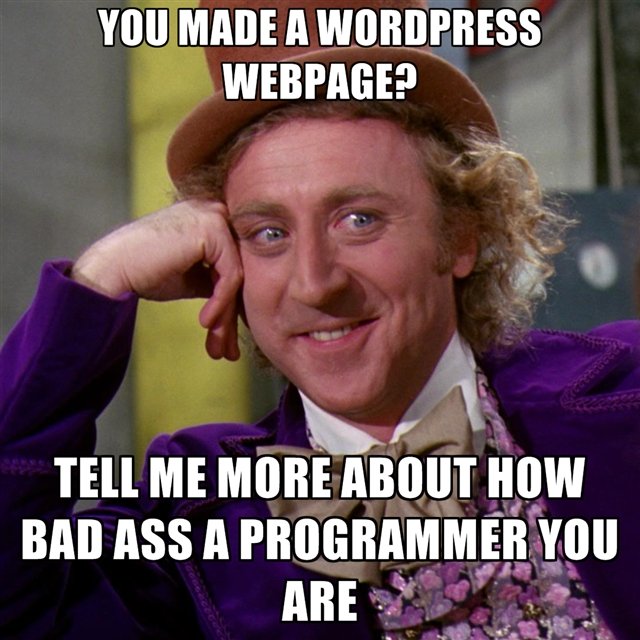 YOU MADE A WORDPRESS
WEBPAGE?
TELL ME MORE ABOUT HOW
BAD ASS A PROGRAMMER YOU
ARE